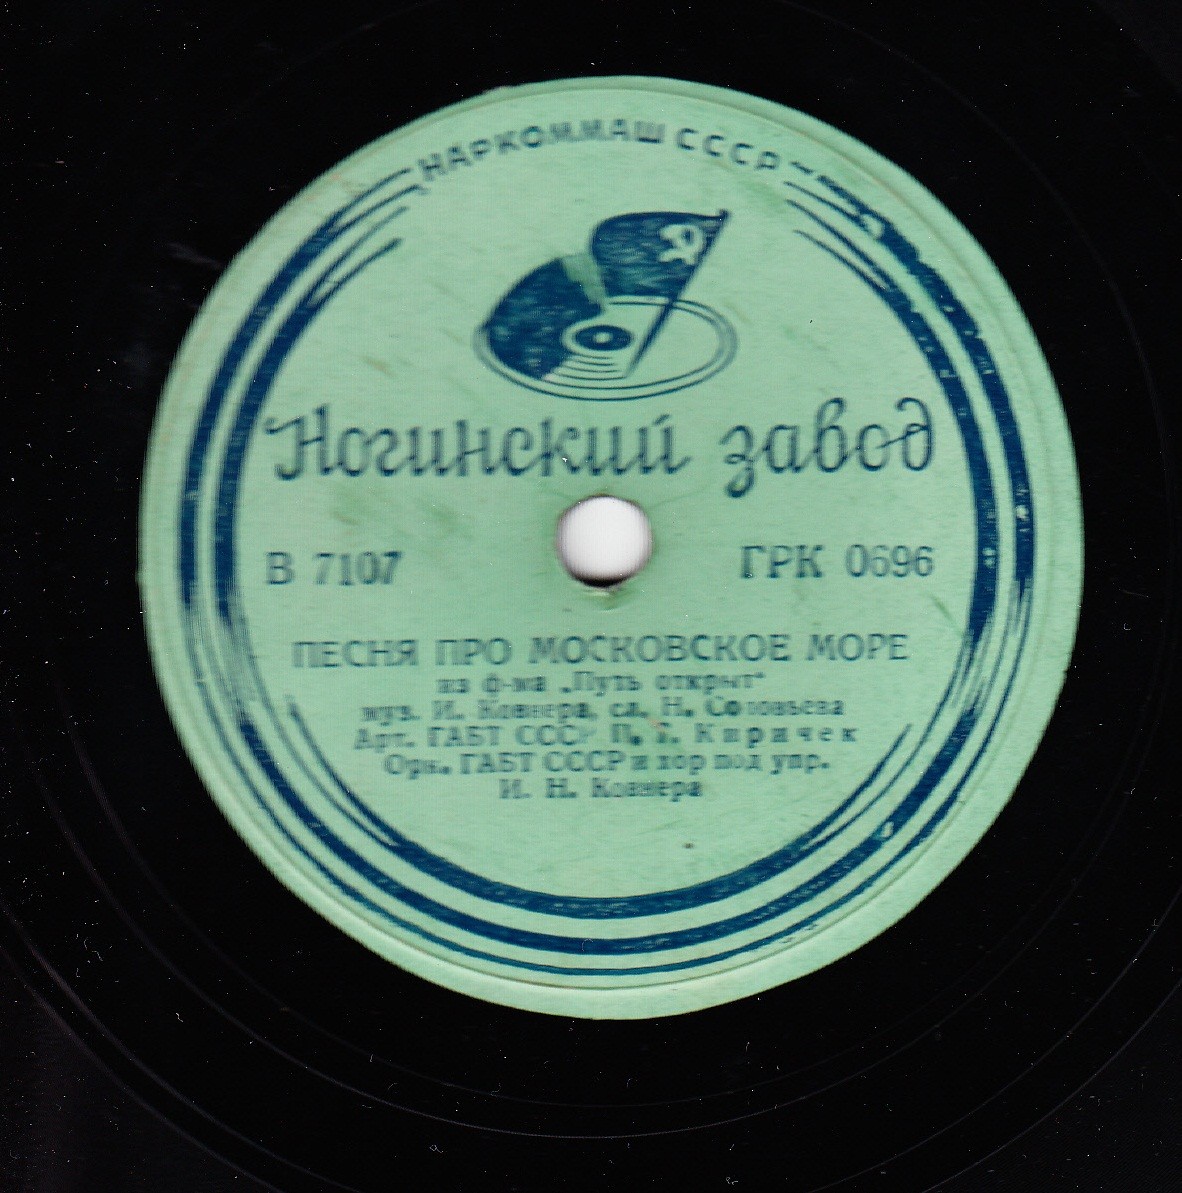 НАРКОММАШ СССР
Ногинский завод
В 7107 ГРК 0696
ПЕСНЯ ПРО МОСКОВСКОЕ МОРЕ
из ф-ма „Путь открыт"
муз. И. Ковнера, сл. Н. Соловьева
Арт. ГАБТ СССР П. Киричек
Орк. ГАБТ СССР и хор под упр.
И. Н. Ковнера